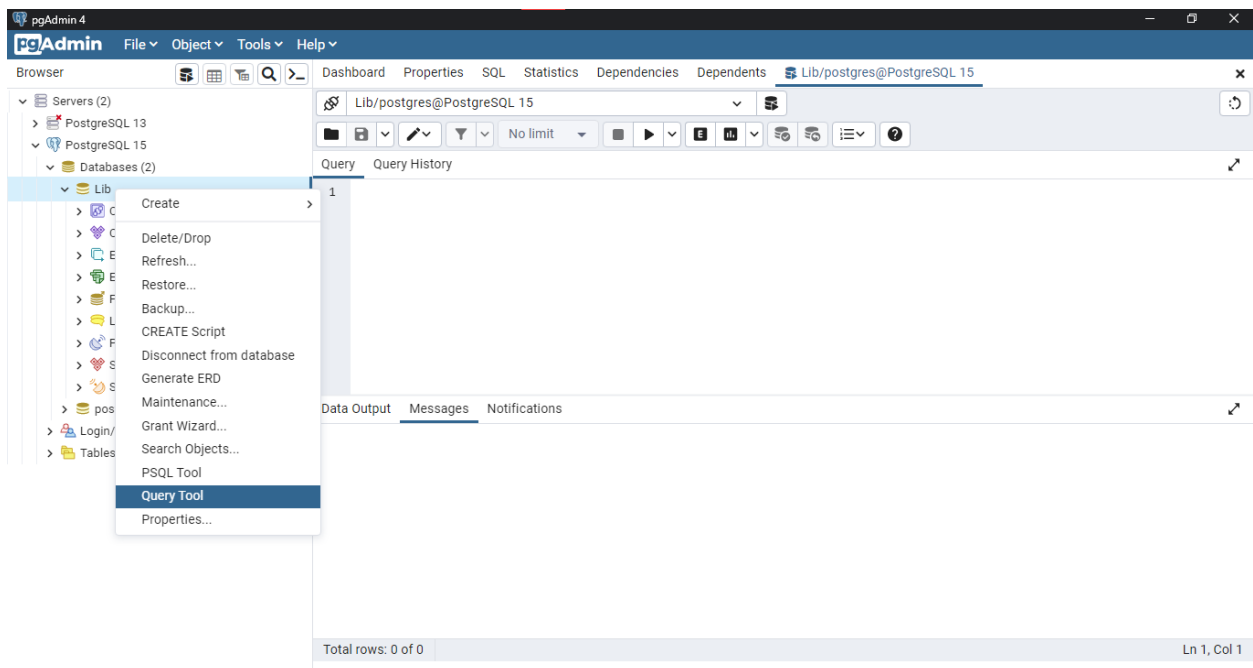 pgAdmin 4
pgAdmin File Object Tools Help
Browser
Dashboard Properties SQL Statistics Dependencies Dependents Lib/postgres@PostgreSQL 15
Servers (2)
PostgreSQL 13
PostgreSQL 15
Databases (2)
Lib
C
C
E
E
F
L
F
S
S
pos
Login/
Tables
Create
Delete/Drop
Refresh...
Restore...
Backup...
CREATE Script
Disconnect from database
Generate ERD
Maintenance...
Grant Wizard...
Search Objects...
PSQL Tool
Query Tool
Properties...
Lib/postgres@PostgreSQL 15
No limit
E
Query Query History
1
Data Output Messages Notifications
Total rows: 0 of 0
Ln 1, Col 1